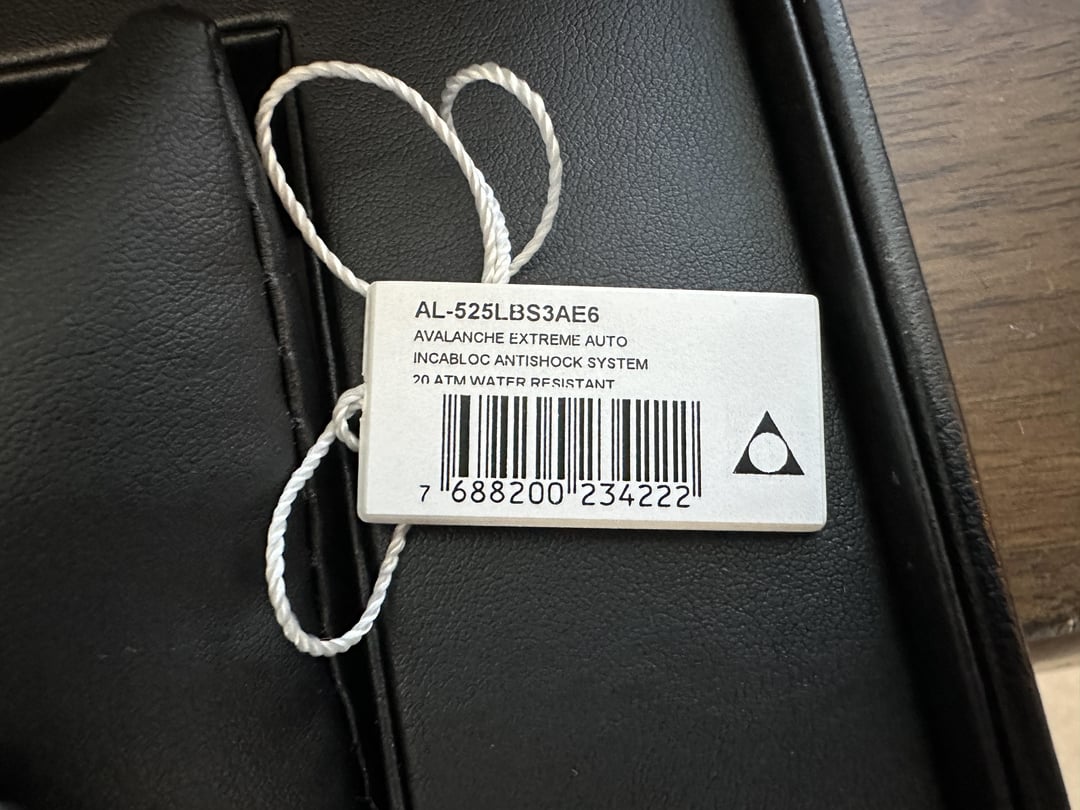 AL-525LBS3AE6
AVALANCHE EXTREME AUTO
INCABLOC ANTISHOCK SYSTEM
20 ATM WATER RESISTANT
7 688200 234222